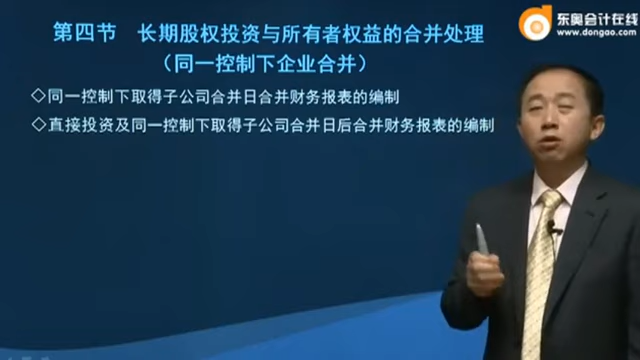 东奥会计在线
www.dongao.com
第四节 长期股权投资与所有者权益的合并处理
（同一控制下企业合并）
◇同一控制下取得子公司合并日合并财务报表的编制
◇直接投资及同一控制下取得子公司合并日后合并财务报表的编制